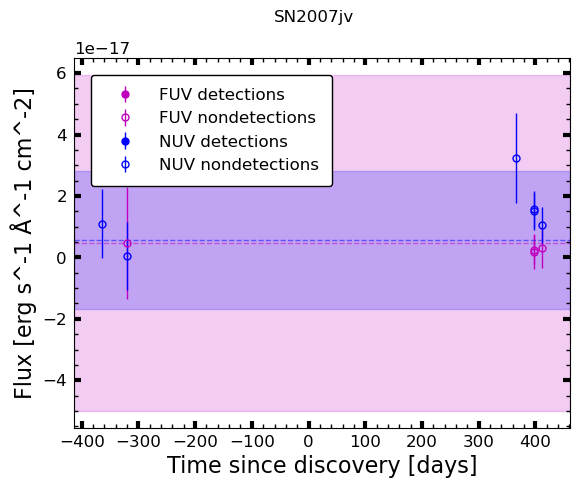 SN2007jv
1e−17
6
4
2
0
−2
−4
Flux [erg s^-1 Å^-1 cm^-2]
FUV detections
FUV nondetections
NUV detections
NUV nondetections
−400 −300 −200 −100 0 100 200 300 400
Time since discovery [days]